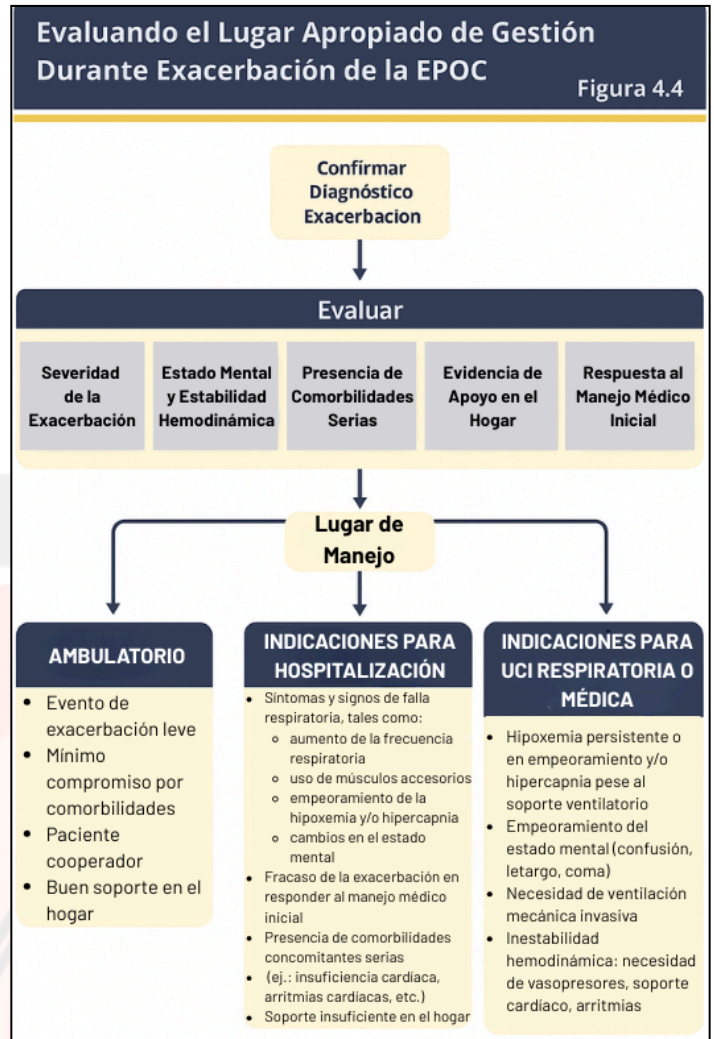 Evaluando el Lugar Apropiado de Gestión
Durante Exacerbación de la EPOC
Figura 4.4
Confirmar
Diagnóstico
Exacerbacion
Evaluar
Severidad
de la
Exacerbación
Estado Mental
y Estabilidad
Hemodinámica
Presencia de
Comorbilidades
Serias
Evidencia de
Apoyo en el
Hogar
Respuesta al
Manejo Médico
Inicial
Lugar de
Manejo
AMBULATORIO
• Evento de
exacerbación leve
• Mínimo
compromiso por
comorbilidades
• Paciente
cooperador
• Buen soporte en el
hogar
INDICACIONES PARA
HOSPITALIZACIÓN
• Síntomas y signos de falla
respiratoria, tales como:
○ aumento de la frecuencia
respiratoria
○ uso de músculos accesorios
○ empeoramiento de la
hipoxemia y/o hipercapnia
○ cambios en el estado
mental
• Fracaso de la exacerbación en
responder al manejo médico
inicial
• Presencia de comorbilidades
concomitantes serias
• (ej.: insuficiencia cardíaca,
arritmias cardíacas, etc.)
• Soporte insuficiente en el hogar
INDICACIONES PARA
UCI RESPIRATORIA O
MÉDICA
• Hipoxemia persistente o
en empeoramiento y/o
hipercapnia pese al
soporte ventilatorio
• Empeoramiento del
estado mental (confusión,
letargo, coma)
• Necesidad de ventilación
mecánica invasiva
• Inestabilidad
hemodinámica: necesidad
de vasopresores, soporte
cardíaco, arritmias